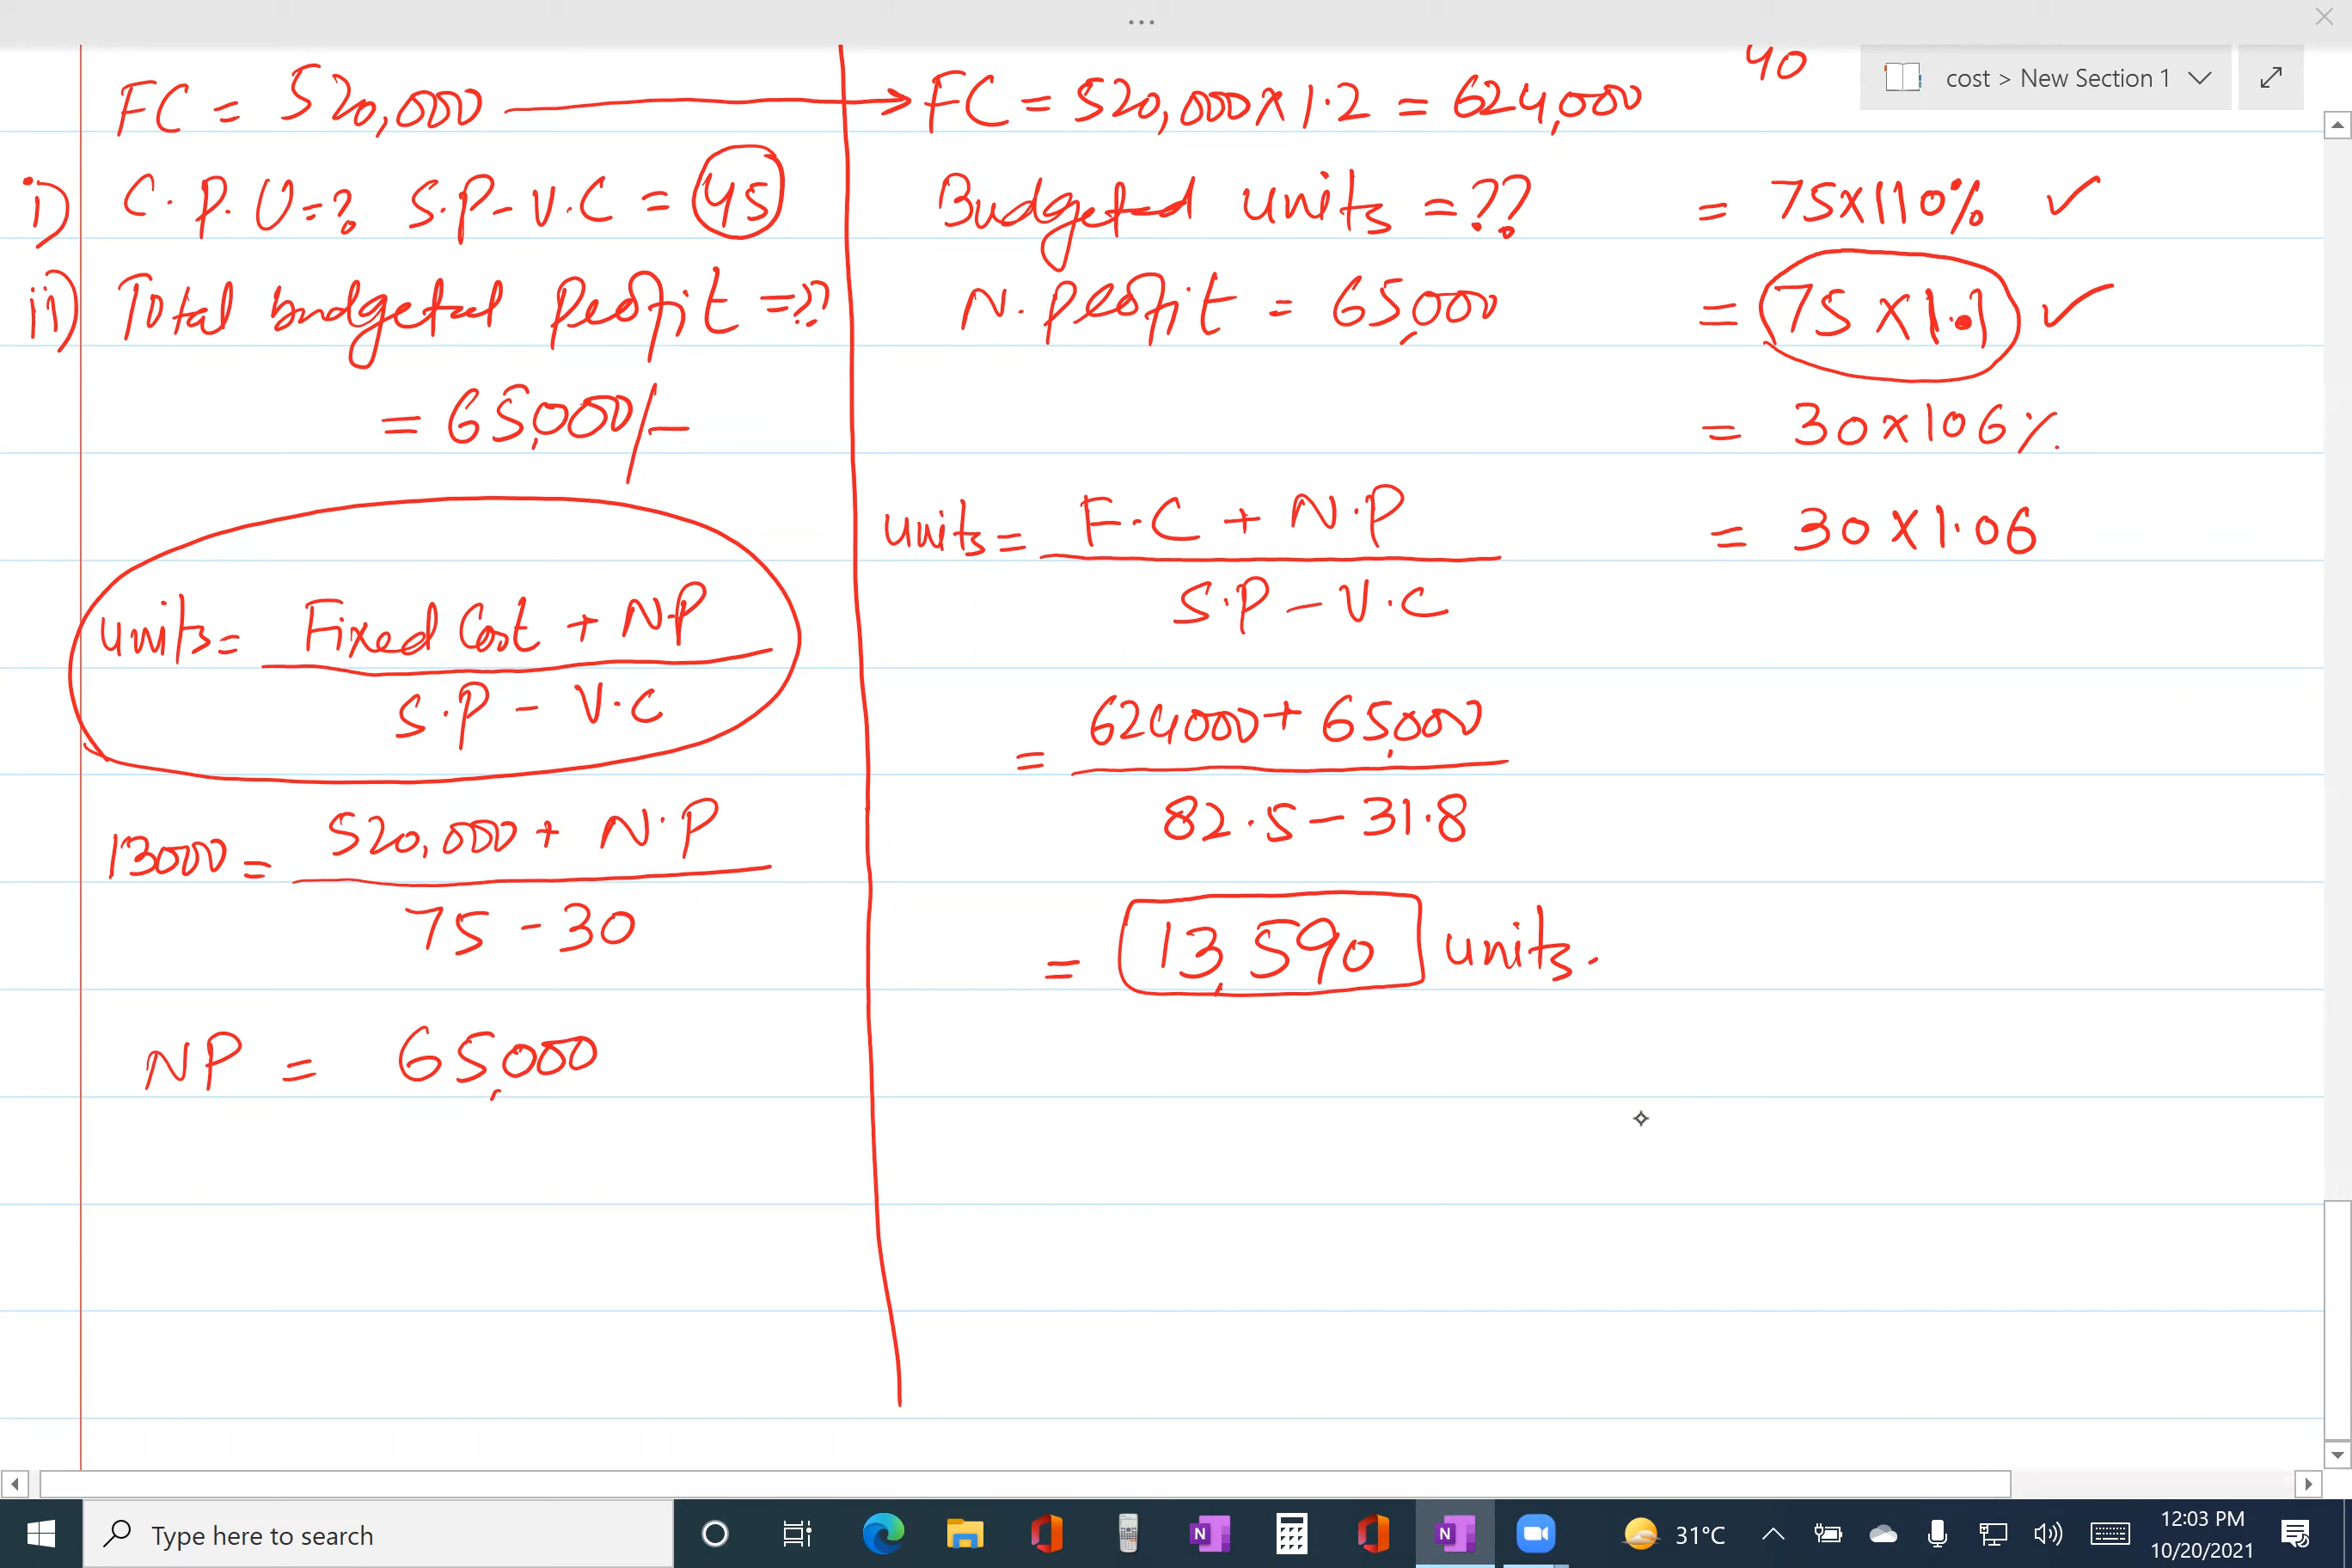 ...
40
cost > New Section 1
FC = 520,000
i) C.P.U=? S.P-V.C = 45
ii) Total budgeted Profit =??
= 65,000/-
units = Fixed Cost + N.P
S.P - V.C
13000 = 520,000 + N.P
75 - 30
NP = 65,000
FC = 520,000 x 1.2 = 624,000
Budgeted units = ??
N. Profit = 65,000
units = F.C + N.P
S.P - V.C
= 624000 + 65,000
82.5 - 31.8
= 13,590 units.
= 75x110% ✓
= 75 x 1.1 ✓
= 30x106%
= 30 x 1.06
Type here to search
31°C
12:03 PM
10/20/2021